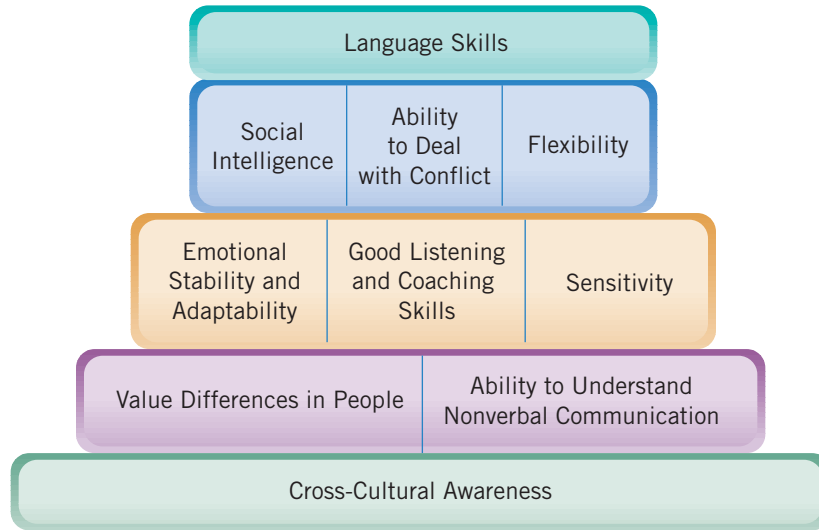 Language Skills
Social
Intelligence
Ability
to Deal
with Conflict
Flexibility
Emotional
Stability and
Adaptability
Good Listening
and Coaching
Skills
Sensitivity
Value Differences in People
Ability to Understand
Nonverbal Communication
Cross-Cultural Awareness